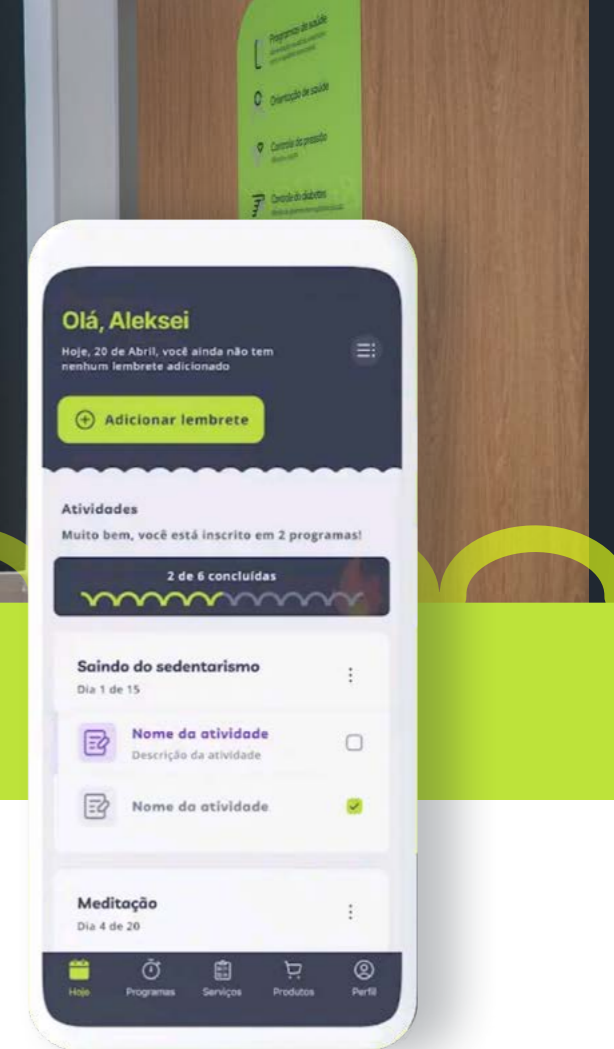 Programas de saúde
Orientação de saúde
Controle da pressão
Controle do diabetes
Olá, Aleksei
Hoje, 20 de Abril, você ainda não tem
nenhum lembrete adicionado
Adicionar lembrete
Atividades
Muito bem, você está inscrito em 2 programas!
2 de 6 concluídas
Saindo do sedentarismo
Dia 1 de 15
Nome da atividade
Descrição da atividade
Nome da atividade
Meditação
Dia 4 de 20
Hoje
Programas
Serviços
Produtos
Perfil